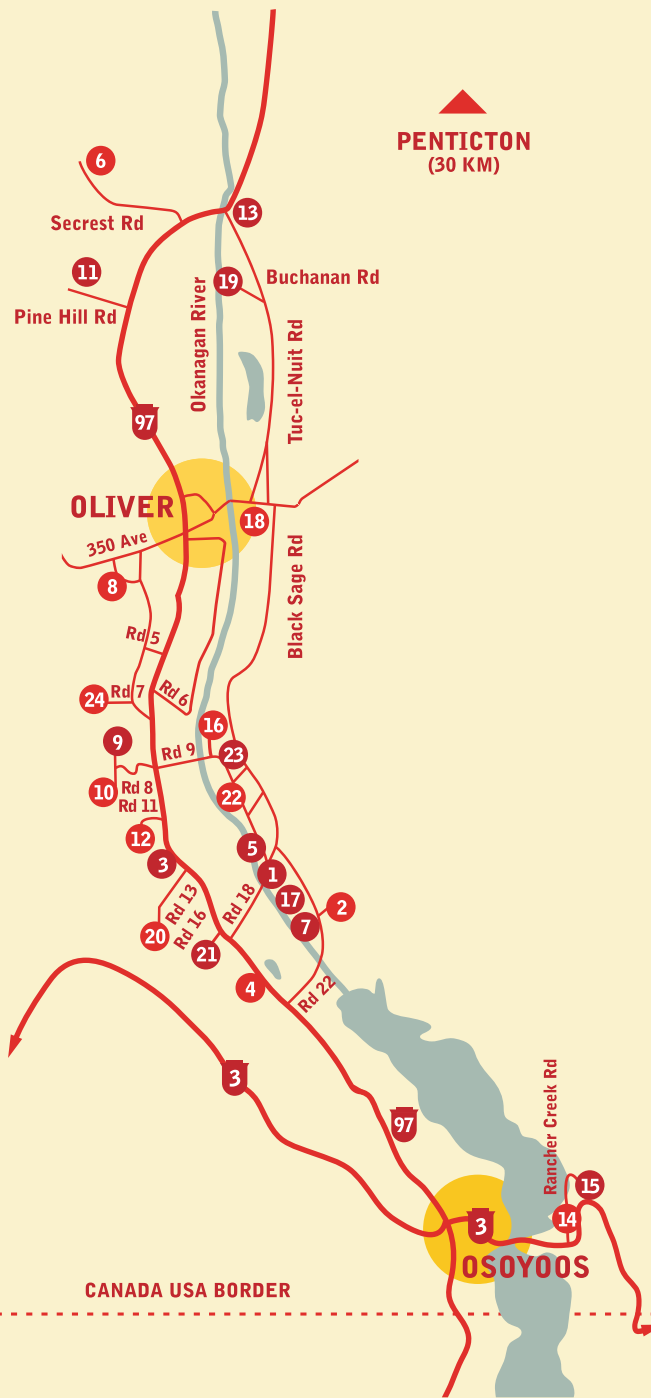 PENTICTON
(30 KM)
6
Secrest Rd
13
11
19
Buchanan Rd
Pine Hill Rd
Okanagan River
Tuc-el-Nuit Rd
97
OLIVER
18
350 Ave
8
Black Sage Rd
Rd 5
24
Rd 7
Rd 6
16
9
Rd 9
23
10
Rd 8
Rd 11
22
12
3
5
1
Rd 13
Rd 18
17
2
20
Rd 16
7
21
4
Rd 22
3
97
Rancher Creek Rd
15
14
3
OSOYOOS
CANADA USA BORDER